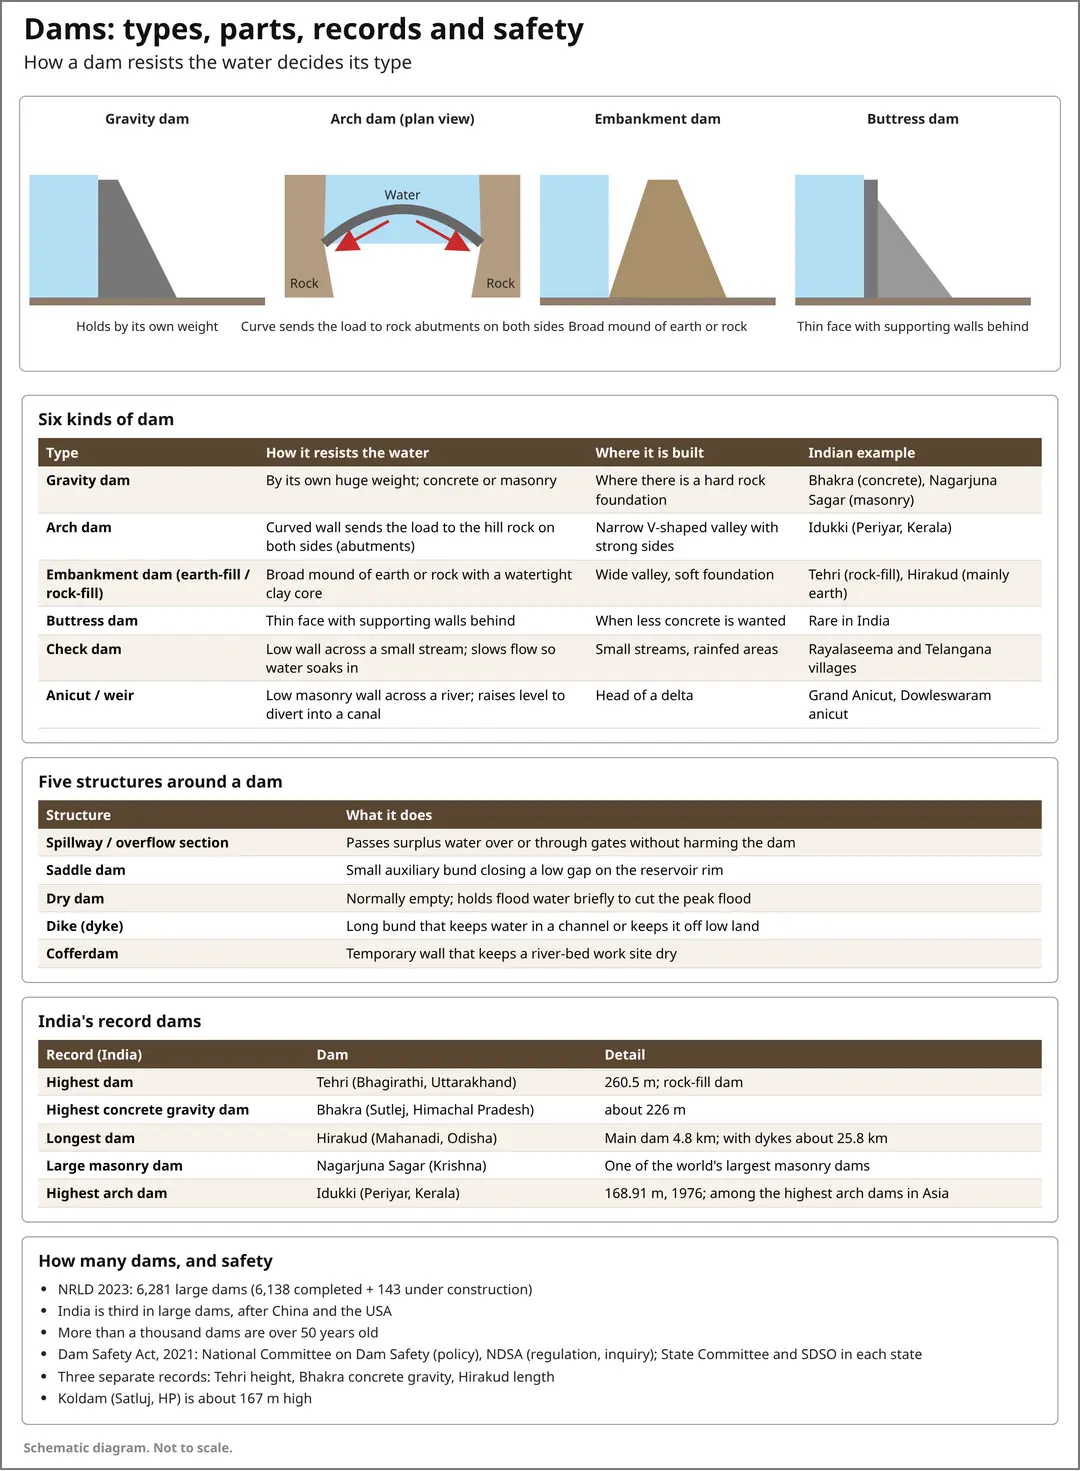 Dams: types, parts, records and safety
How a dam resists the water decides its type
Gravity dam
Arch dam (plan view)
Embankment dam
Buttress dam
Water
Rock
Rock
Holds by its own weight
Curve sends the load to rock abutments on both sides
Broad mound of earth or rock
Thin face with supporting walls behind
Six kinds of dam
Type How it resists the water Where it is built Indian example
Gravity dam By its own huge weight; concrete or masonry Where there is a hard rock foundation Bhakra (concrete), Nagarjuna Sagar (masonry)
Arch dam Curved wall sends the load to the hill rock on both sides (abutments) Narrow V-shaped valley with strong sides Idukki (Periyar, Kerala)
Embankment dam (earth-fill / rock-fill) Broad mound of earth or rock with a watertight clay core Wide valley, soft foundation Tehri (rock-fill), Hirakud (mainly earth)
Buttress dam Thin face with supporting walls behind When less concrete is wanted Rare in India
Check dam Low wall across a small stream; slows flow so water soaks in Small streams, rainfed areas Rayalaseema and Telangana villages
Anicut / weir Low masonry wall across a river; raises level to divert into a canal Head of a delta Grand Anicut, Dowleswaram anicut
Five structures around a dam
Structure What it does
Spillway / overflow section Passes surplus water over or through gates without harming the dam
Saddle dam Small auxiliary bund closing a low gap on the reservoir rim
Dry dam Normally empty; holds flood water briefly to cut the peak flood
Dike (dyke) Long bund that keeps water in a channel or keeps it off low land
Cofferdam Temporary wall that keeps a river-bed work site dry
India's record dams
Record (India) Dam Detail
Highest dam Tehri (Bhagirathi, Uttarakhand) 260.5 m; rock-fill dam
Highest concrete gravity dam Bhakra (Sutlej, Himachal Pradesh) about 226 m
Longest dam Hirakud (Mahanadi, Odisha) Main dam 4.8 km; with dykes about 25.8 km
Large masonry dam Nagarjuna Sagar (Krishna) One of the world's largest masonry dams
Highest arch dam Idukki (Periyar, Kerala) 168.91 m, 1976; among the highest arch dams in Asia
How many dams, and safety
• NRLD 2023: 6,281 large dams (6,138 completed + 143 under construction)
• India is third in large dams, after China and the USA
• More than a thousand dams are over 50 years old
• Dam Safety Act, 2021: National Committee on Dam Safety (policy), NDSA (regulation, inquiry); State Committee and SDSO in each state
• Three separate records: Tehri height, Bhakra concrete gravity, Hirakud length
• Koldam (Satluj, HP) is about 167 m high
Schematic diagram. Not to scale.